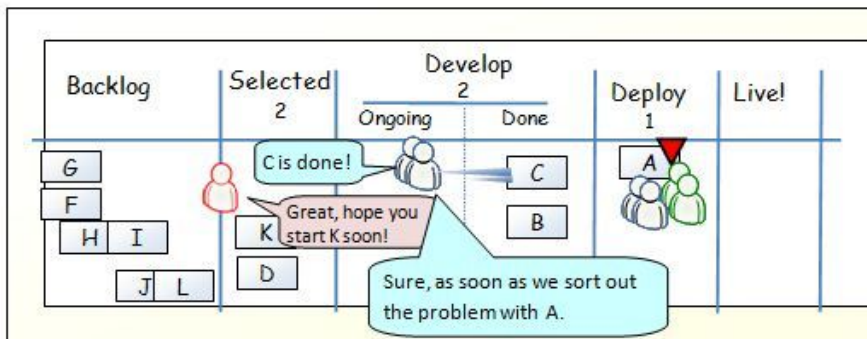 Backlog
Selected
2
Develop
2
Ongoing
Done
Deploy
1
Live!
G
F
H I
J L
C is done!
Great, hope you
start K soon!
K
D
C
B
A
Sure, as soon as we sort out
the problem with A.